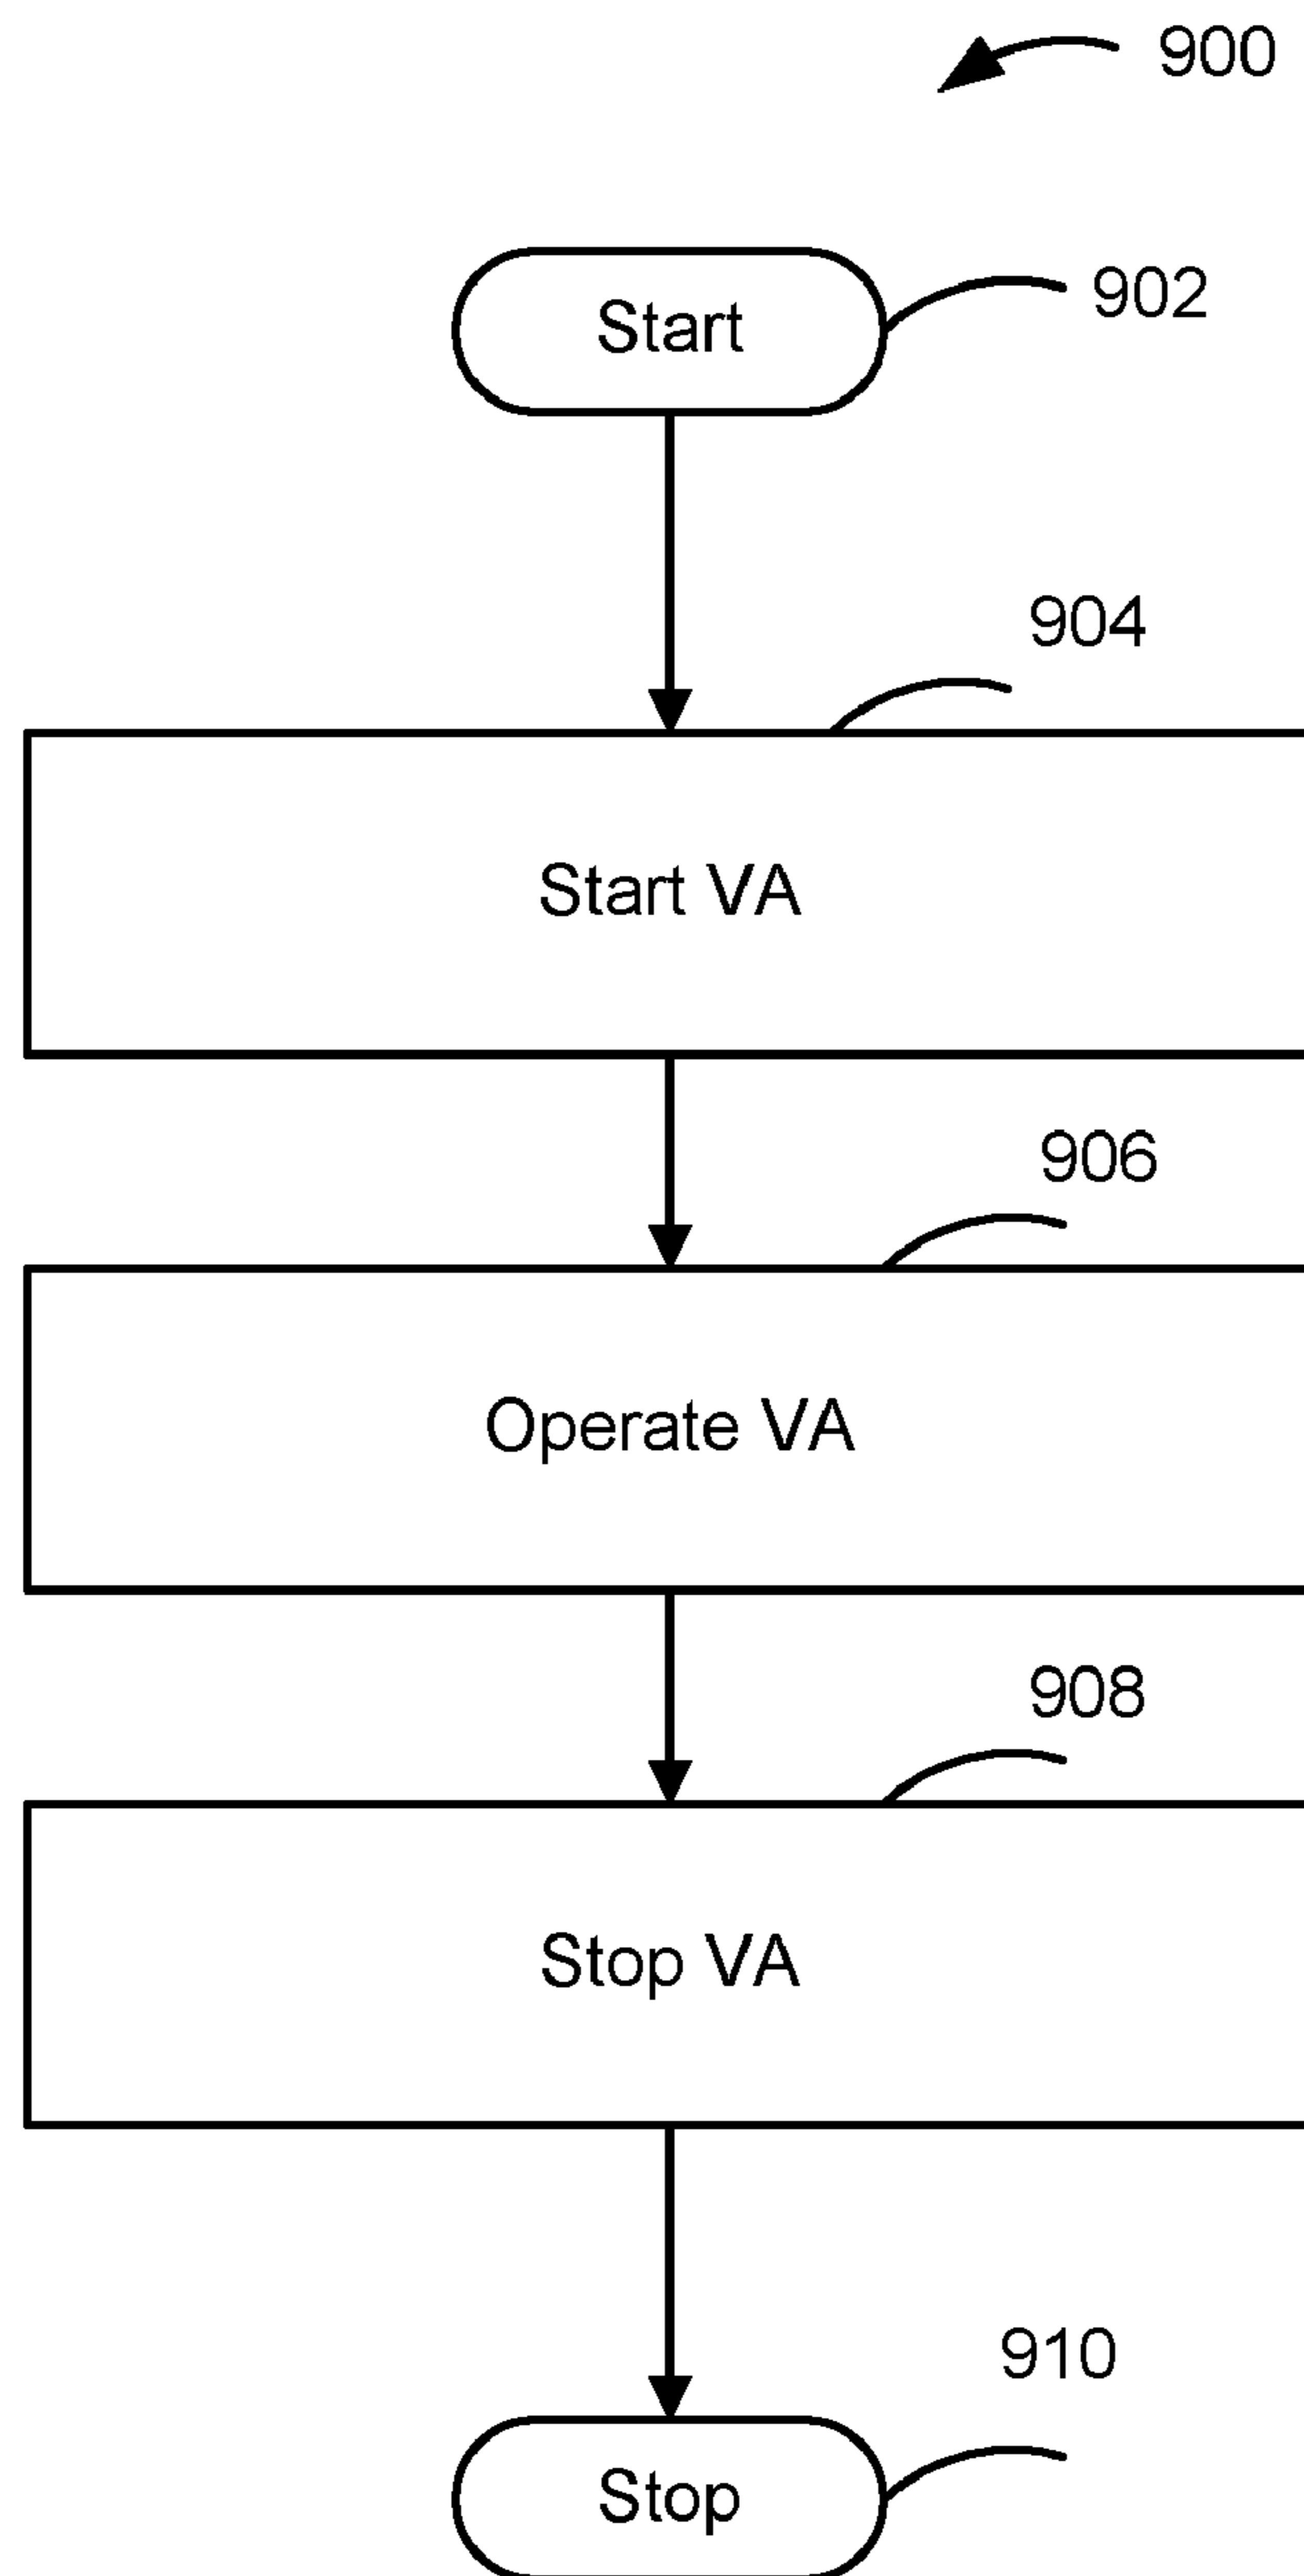 900
Start
902
904
Start VA
906
Operate VA
908
Stop VA
910
Stop